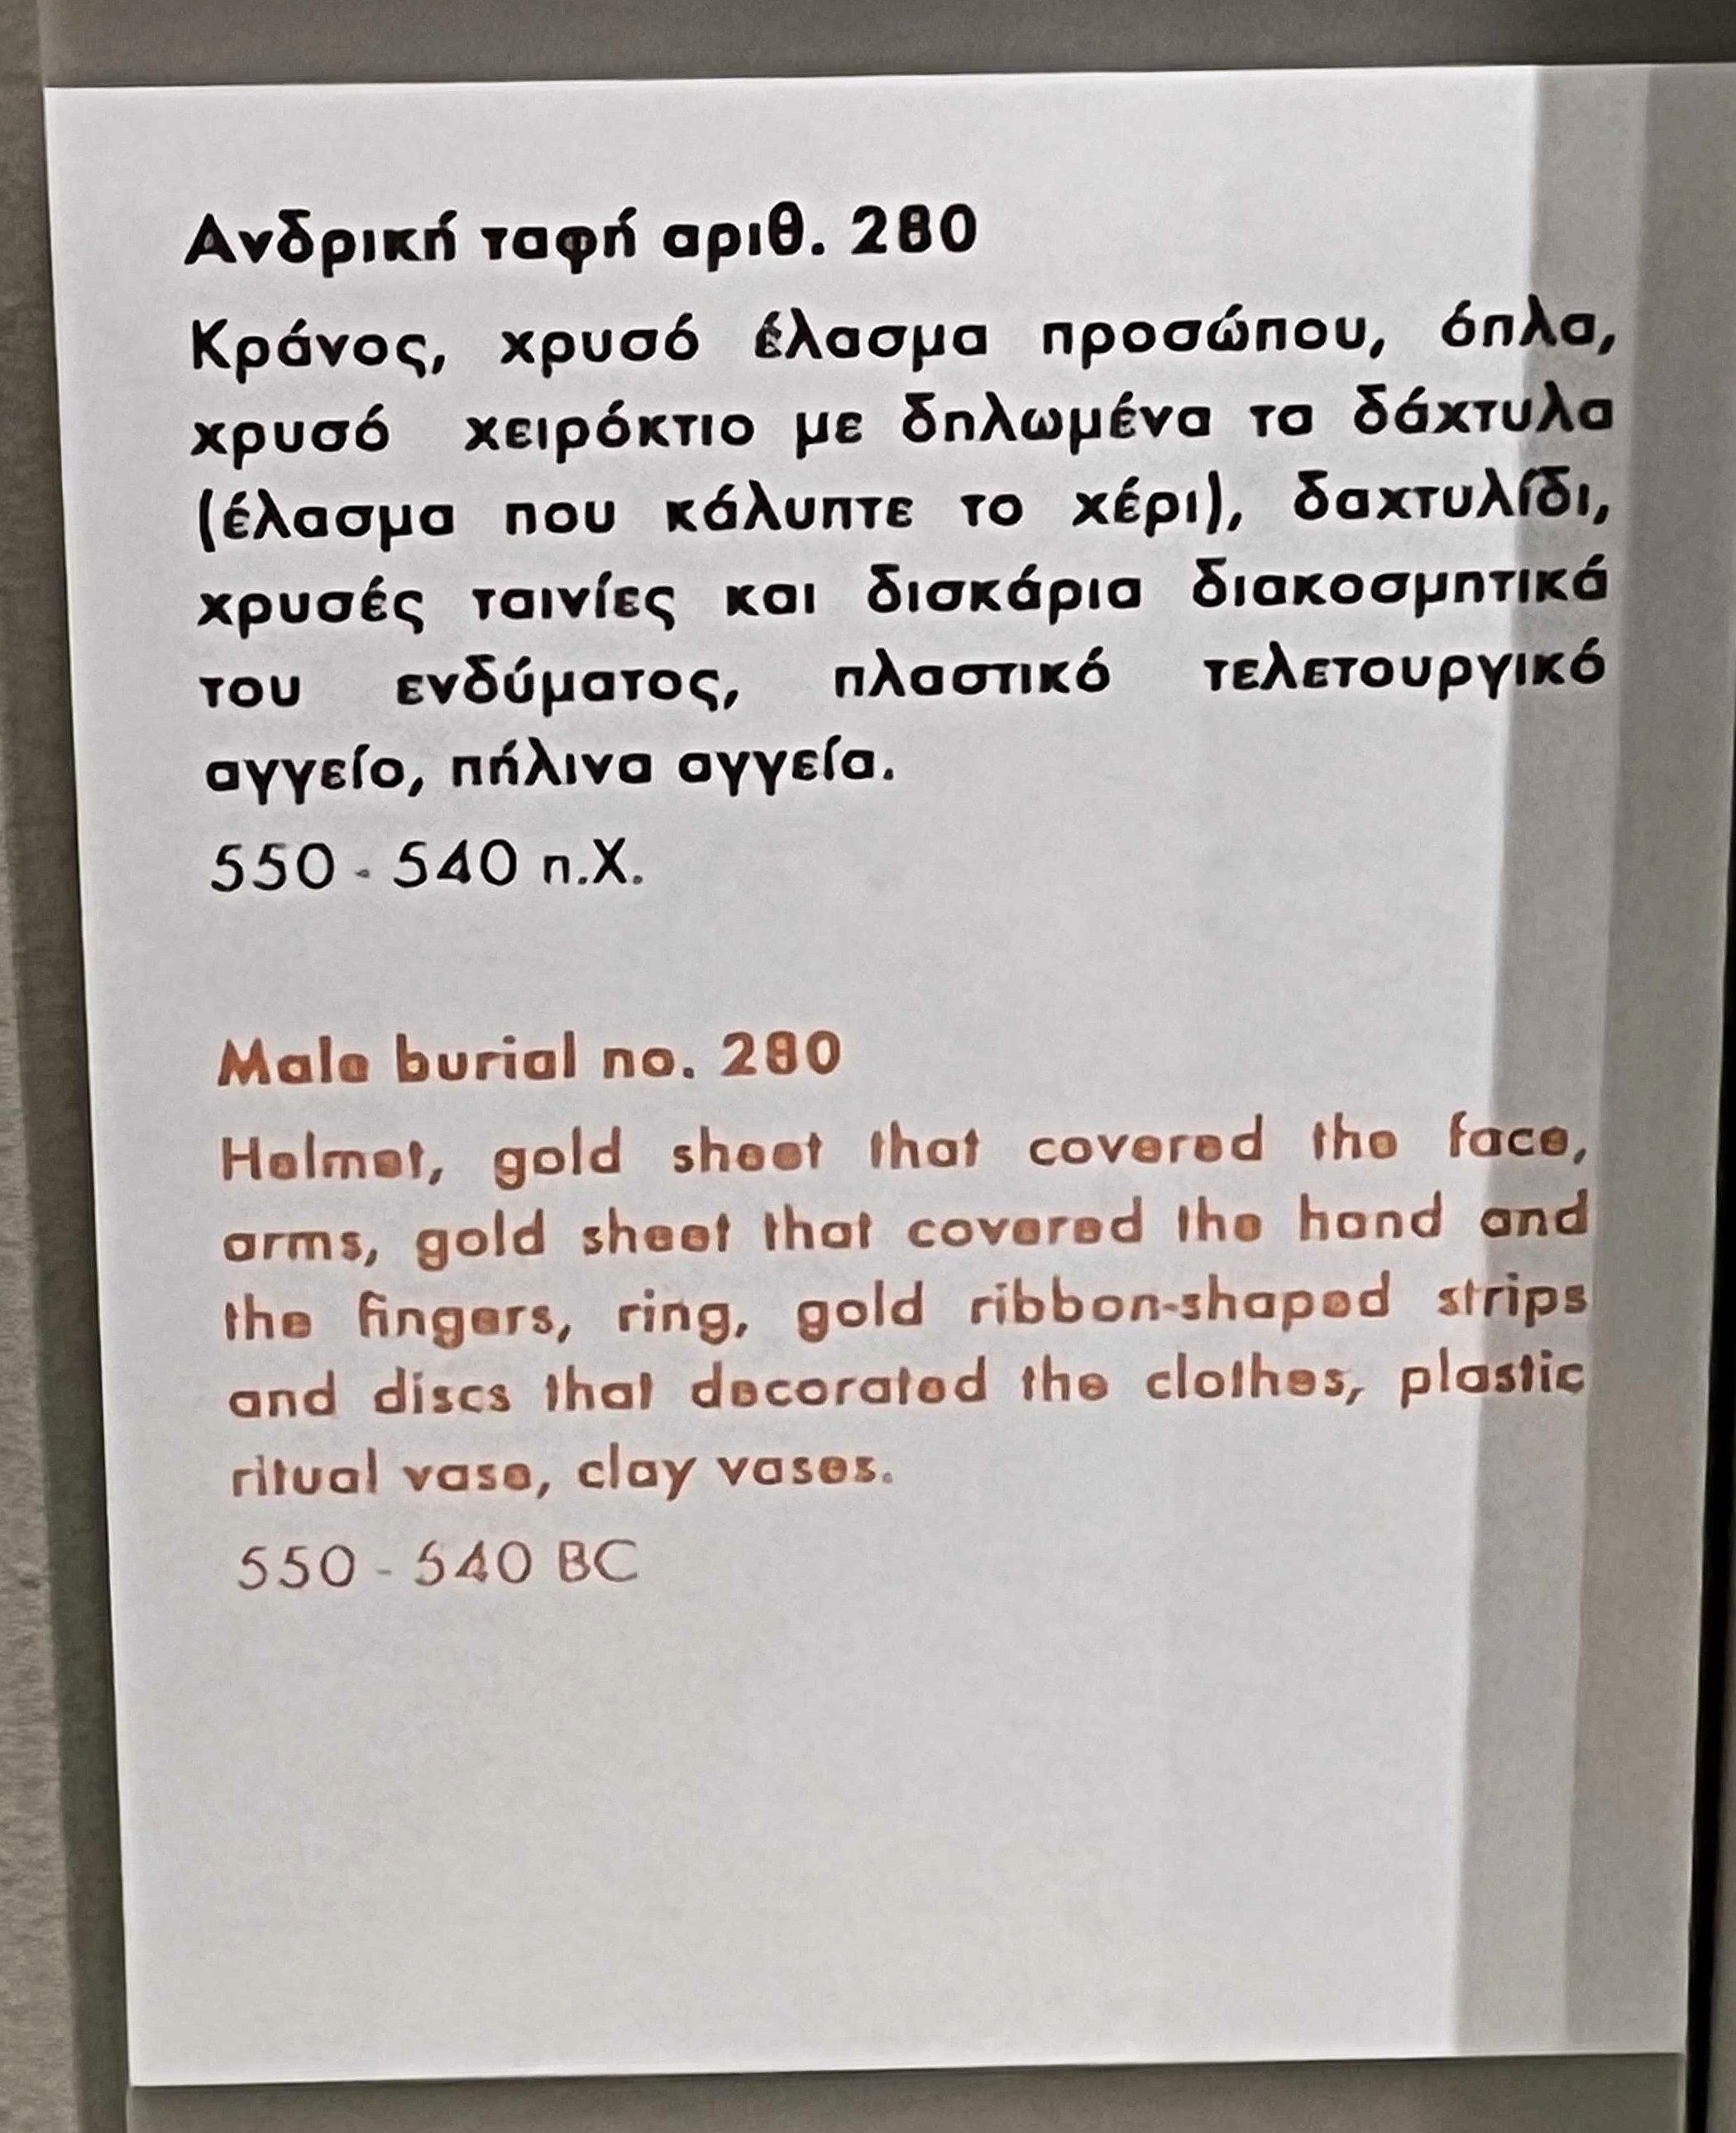 Ανδρική ταφή αριθ. 280
Κράνος, χρυσό έλασμα προσώπου, όπλα,
χρυσό χειρόκτιο με δηλωμένα τα δάχτυλα
(έλασμα που κάλυπτε το χέρι), δαχτυλίδι,
χρυσές ταινίες και δισκάρια διακοσμητικά
του ενδύματος, πλαστικό τελετουργικό
αγγείο, πήλινα αγγεία.
550 - 540 π.Χ.
Male burial no. 280
Helmet, gold sheet that covered the face,
arms, gold sheet that covered the hand and
the fingers, ring, gold ribbon-shaped strips
and discs that decorated the clothes, plastic
ritual vase, clay vases.
550 - 540 BC